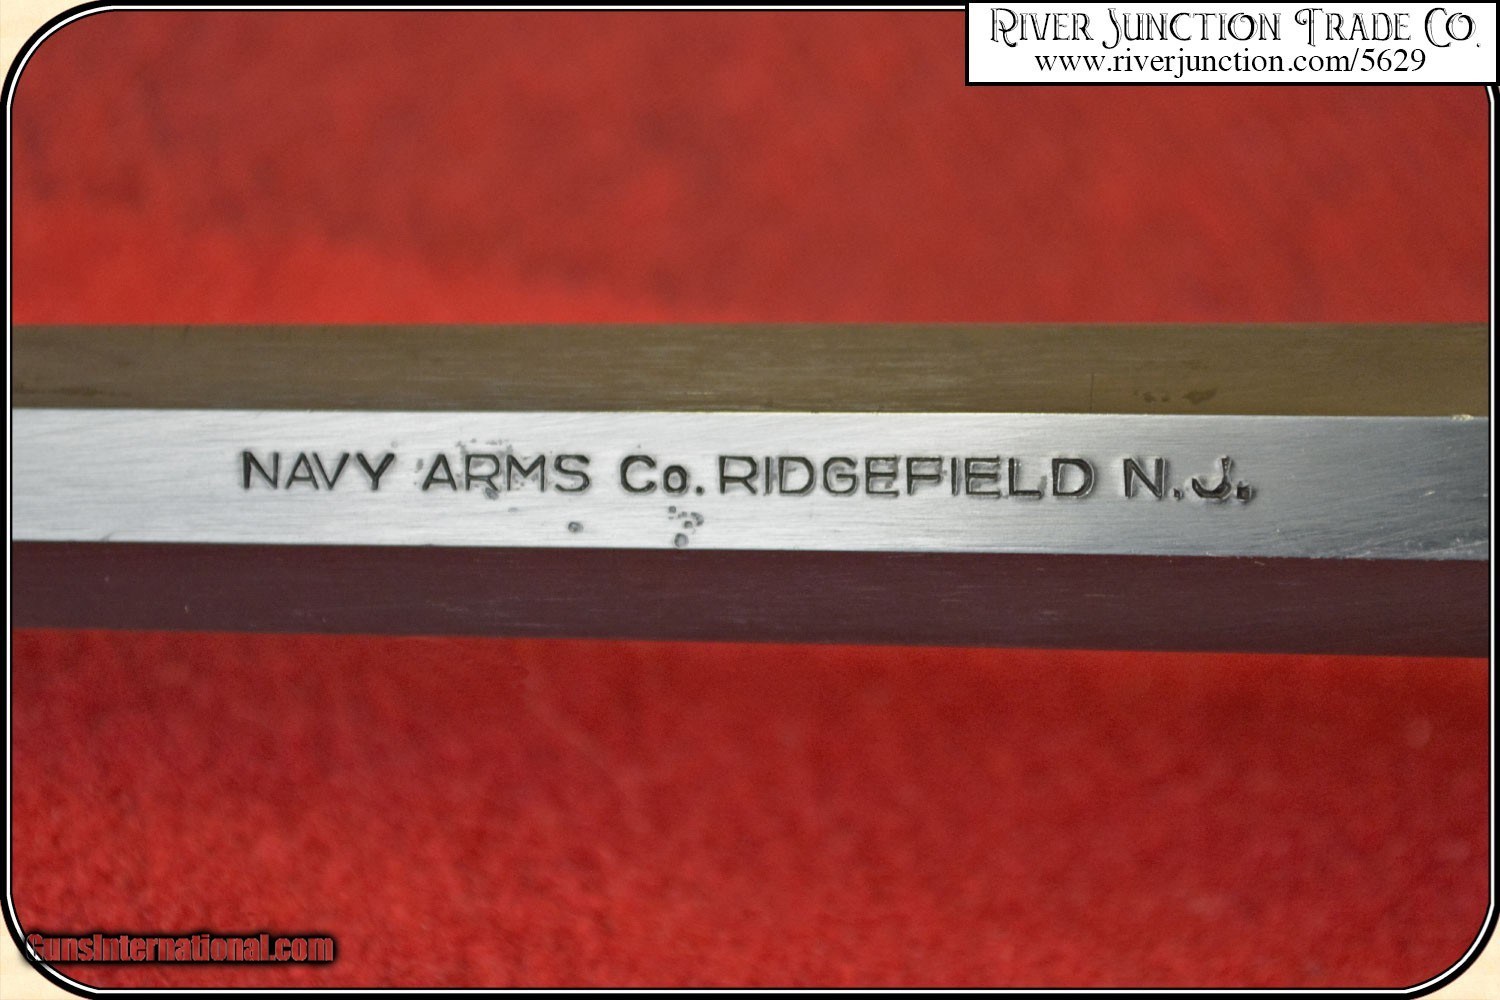 River Junction Trade Co.
www.riverjunction.com/5629
NAVY ARMS Co. RIDGEFIELD N.J.
GunsInternational.com